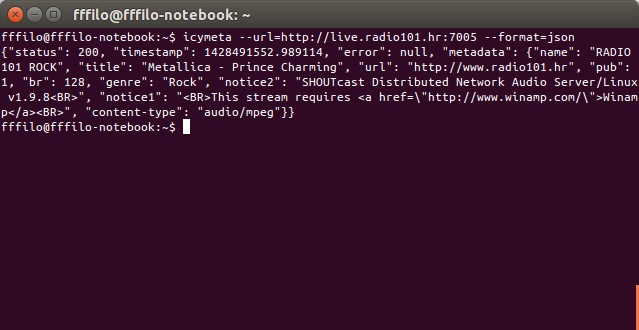 fffilo@fffilo-notebook: ~
fffilo@fffilo-notebook:~$ icymeta --url=http://live.radio101.hr:7005 --format=json
{"status": 200, "timestamp": 1428491552.989114, "error": null, "metadata": {"name": "RADIO
101 ROCK", "title": "Metallica - Prince Charming", "url": "http://www.radio101.hr", "pub":
1, "br": 128, "genre": "Rock", "notice2": "SHOUTcast Distributed Network Audio Server/Linux
 v1.9.8<BR>", "notice1": "<BR>This stream requires <a href=\"http://www.winamp.com/\">Winam
p</a><BR>", "content-type": "audio/mpeg"}}
fffilo@fffilo-notebook:~$